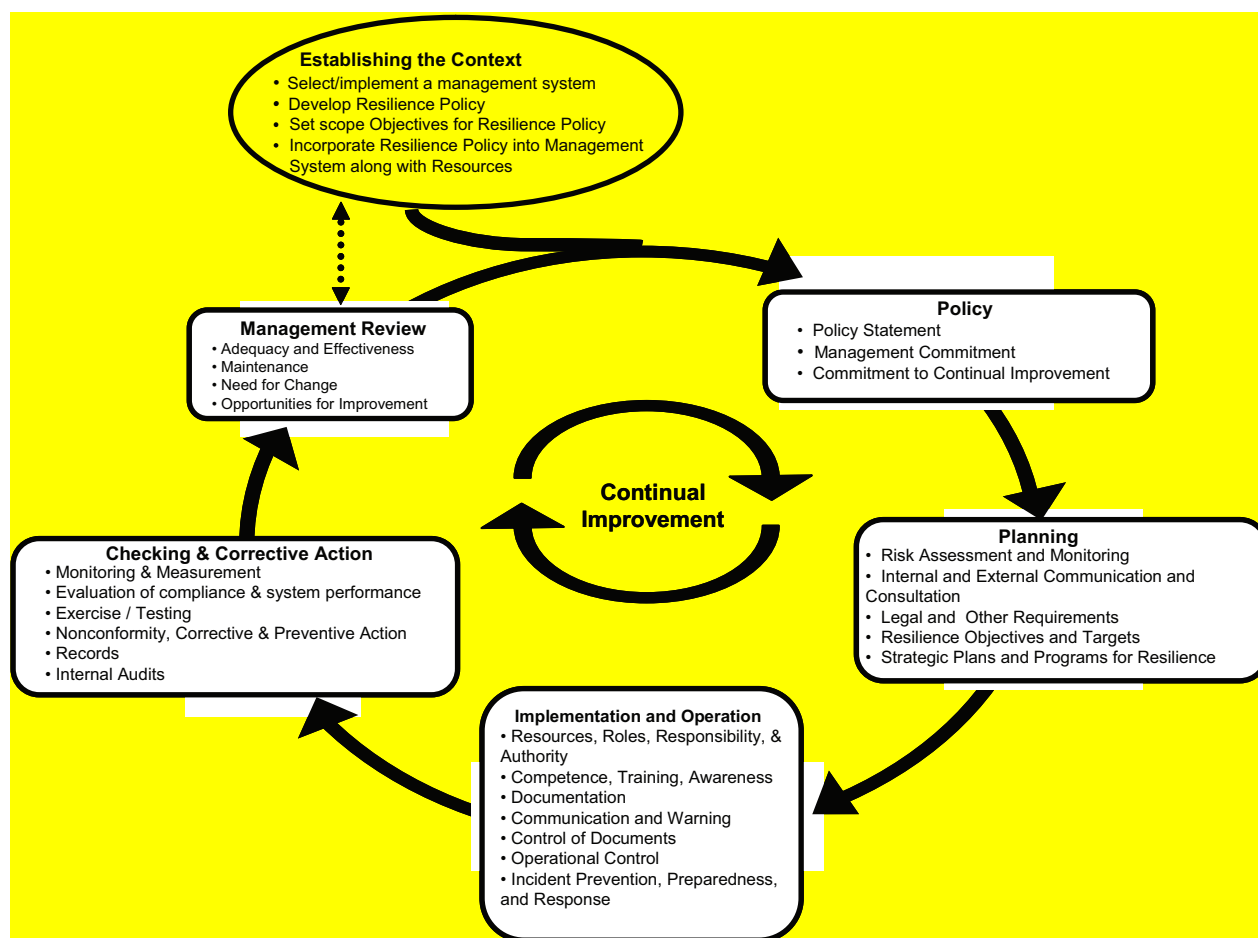 Establishing the Context
• Select/implement a management system
• Develop Resilience Policy
• Set scope Objectives for Resilience Policy
• Incorporate Resilience Policy into Management
System along with Resources
Policy
• Policy Statement
• Management Commitment
• Commitment to Continual Improvement
Management Review
• Adequacy and Effectiveness
• Maintenance
• Need for Change
• Opportunities for Improvement
Continual
Improvement
Planning
• Risk Assessment and Monitoring
• Internal and External Communication and
Consultation
• Legal and Other Requirements
• Resilience Objectives and Targets
• Strategic Plans and Programs for Resilience
Checking & Corrective Action
• Monitoring & Measurement
• Evaluation of compliance & system performance
• Exercise / Testing
• Nonconformity, Corrective & Preventive Action
• Records
• Internal Audits
Implementation and Operation
• Resources, Roles, Responsibility, &
Authority
• Competence, Training, Awareness
• Documentation
• Communication and Warning
• Control of Documents
• Operational Control
• Incident Prevention, Preparedness,
and Response